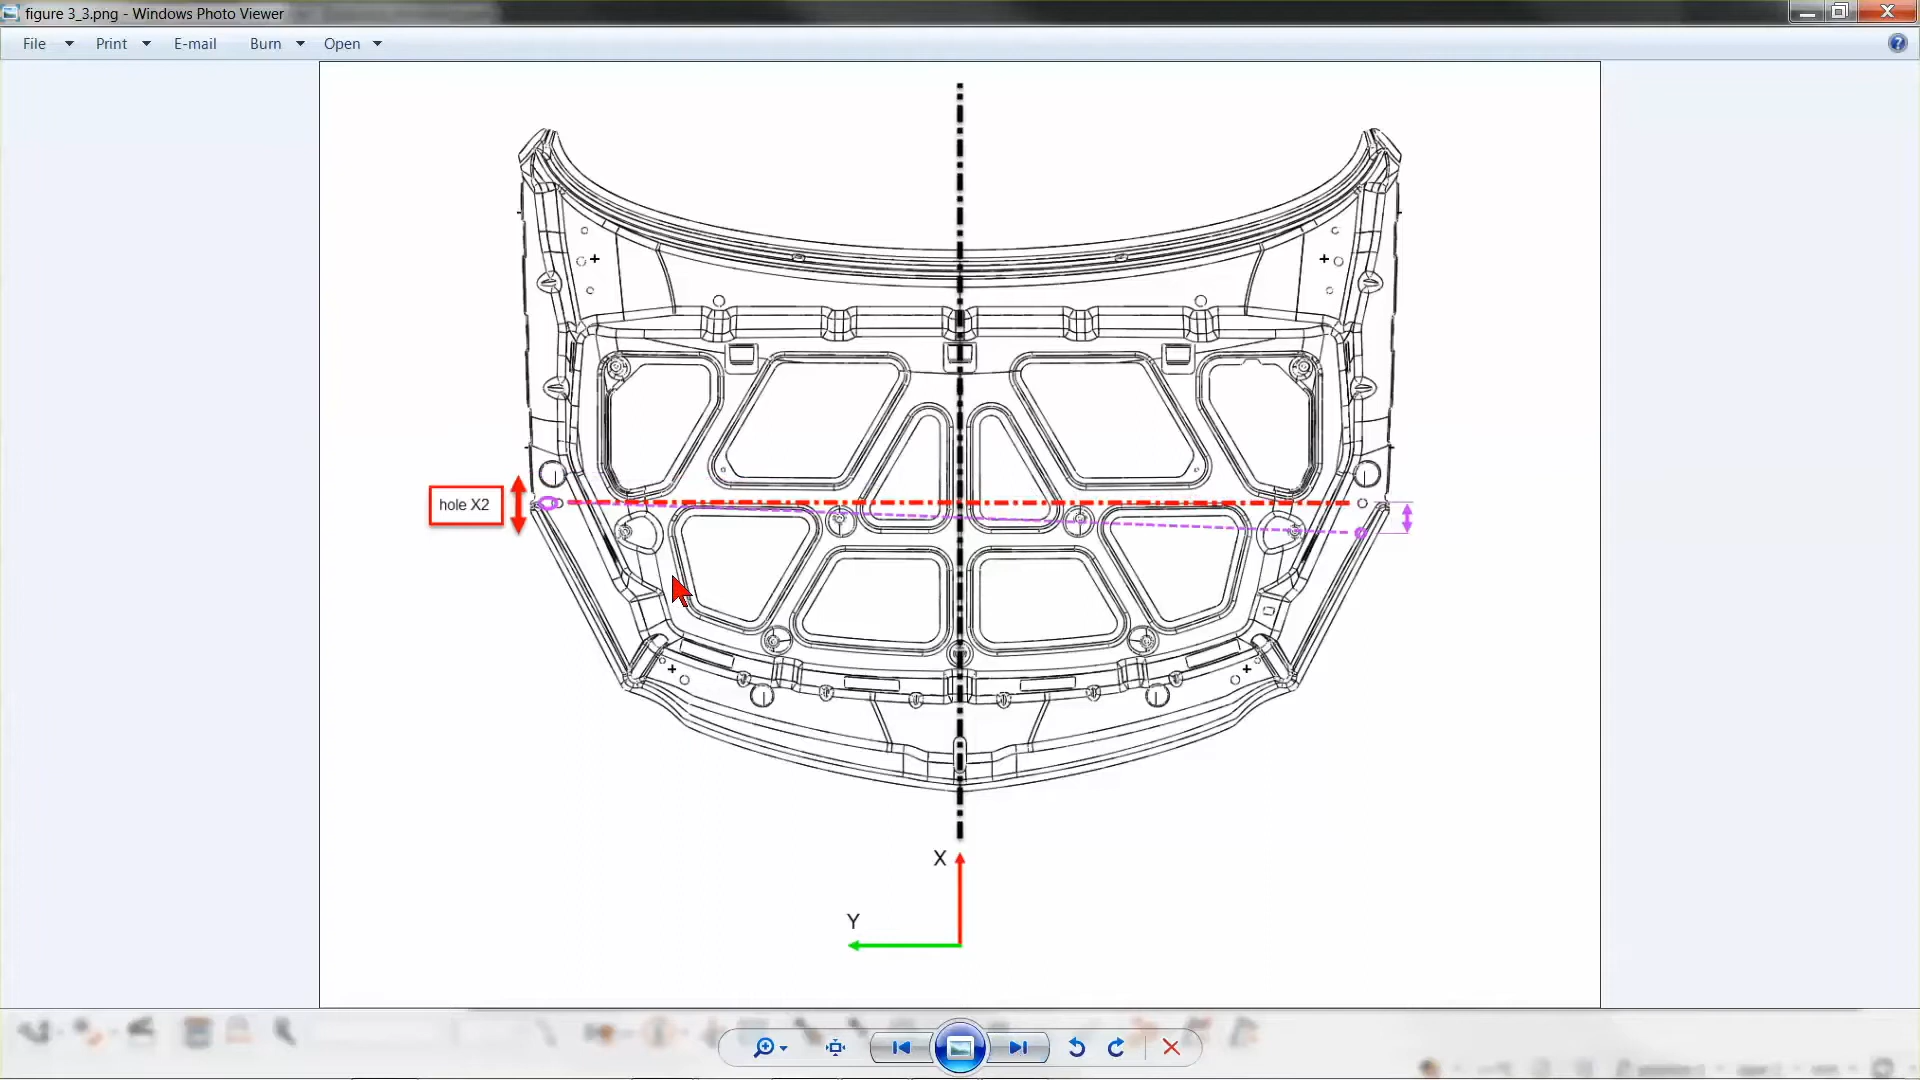 figure 3_3.png - Windows Photo Viewer
File Print E-mail Burn Open
hole X2
X
Y